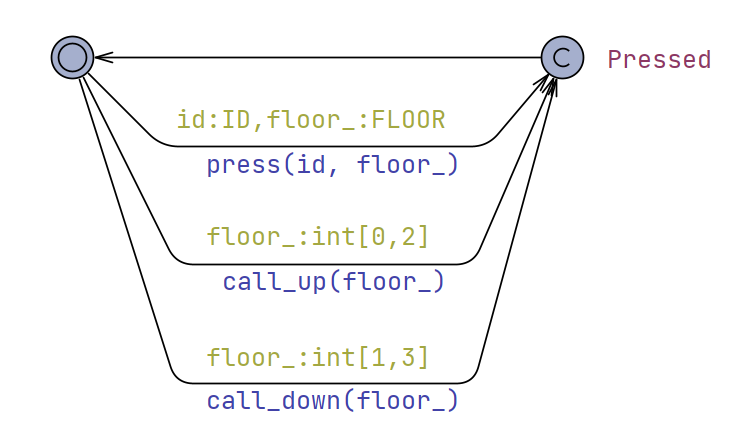 C
Pressed
id:ID,floor_:FLOOR
press(id, floor_)
floor_:int[0,2]
call_up(floor_)
floor_:int[1,3]
call_down(floor_)